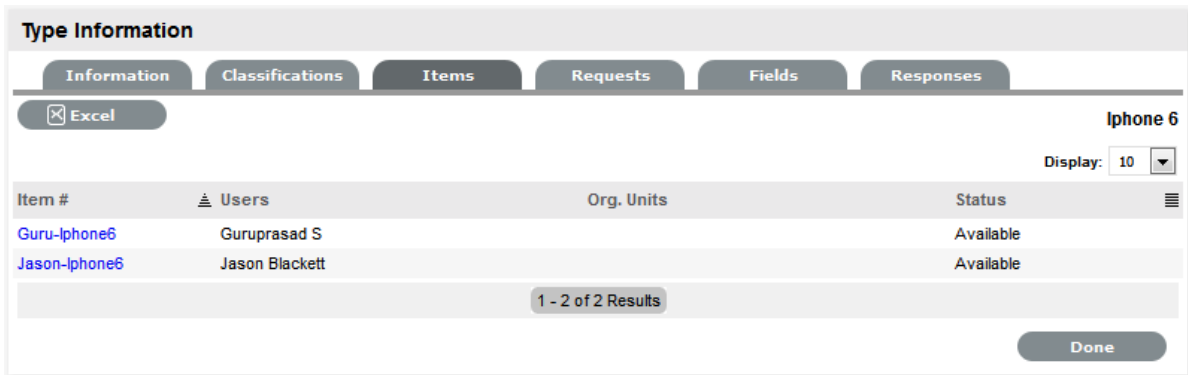 Type Information
Information Classifications Items Requests Fields Responses
Excel
Iphone 6
Display: 10
Item # Users Org. Units Status
Guru-Iphone6 Guruprasad S Available
Jason-Iphone6 Jason Blackett Available
1 - 2 of 2 Results
Done